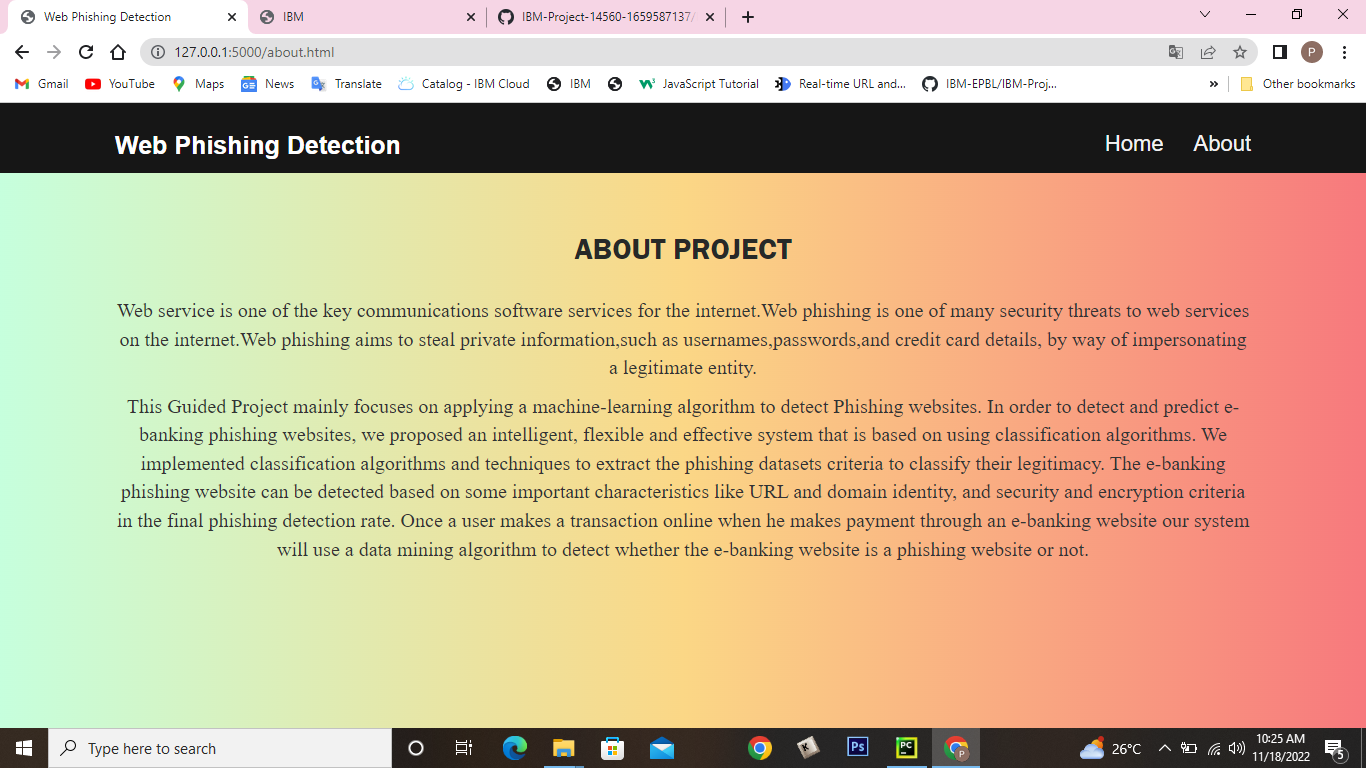 Web Phishing Detection
IBM
IBM-Project-14560-1659587137/
127.0.0.1:5000/about.html
P
Gmail
YouTube
Maps
News
Translate
Catalog - IBM Cloud
IBM
JavaScript Tutorial
Real-time URL and...
IBM-EPBL/IBM-Proj...
»
Other bookmarks
Web Phishing Detection
Home
About
ABOUT PROJECT
Web service is one of the key communications software services for the internet.Web phishing is one of many security threats to web services
on the internet.Web phishing aims to steal private information,such as usernames,passwords,and credit card details, by way of impersonating
a legitimate entity.
This Guided Project mainly focuses on applying a machine-learning algorithm to detect Phishing websites. In order to detect and predict e-
banking phishing websites, we proposed an intelligent, flexible and effective system that is based on using classification algorithms. We
implemented classification algorithms and techniques to extract the phishing datasets criteria to classify their legitimacy. The e-banking
phishing website can be detected based on some important characteristics like URL and domain identity, and security and encryption criteria
in the final phishing detection rate. Once a user makes a transaction online when he makes payment through an e-banking website our system
will use a data mining algorithm to detect whether the e-banking website is a phishing website or not.
Type here to search
Ps
PC
P
26°C
10:25 AM
11/18/2022
5